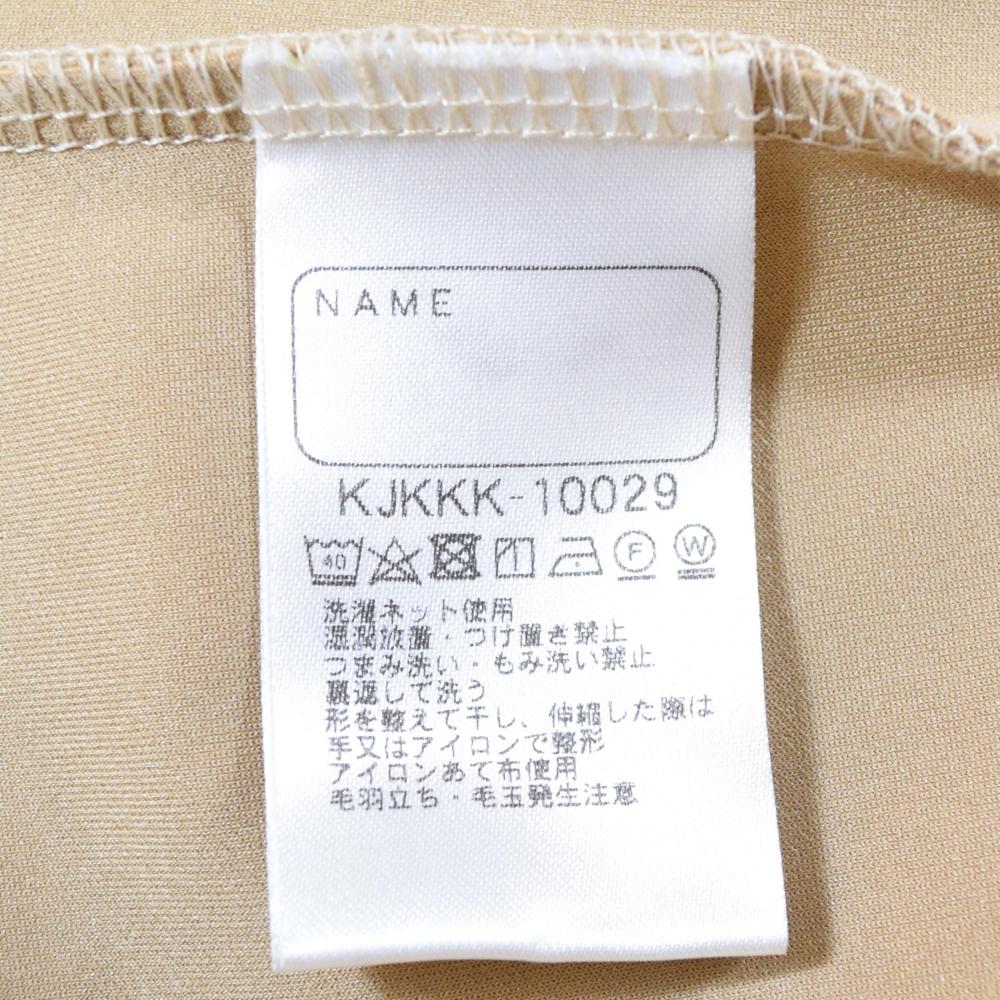 NAME
KJKKK-10029
40 F W
洗濯ネット使用
湿潤放置・つけ置き禁止
つまみ洗い・もみ洗い禁止
裏返して洗う
形を整えて干し、伸縮した際は
手又はアイロンで整形
アイロンあて布使用
毛羽立ち・毛玉発生注意